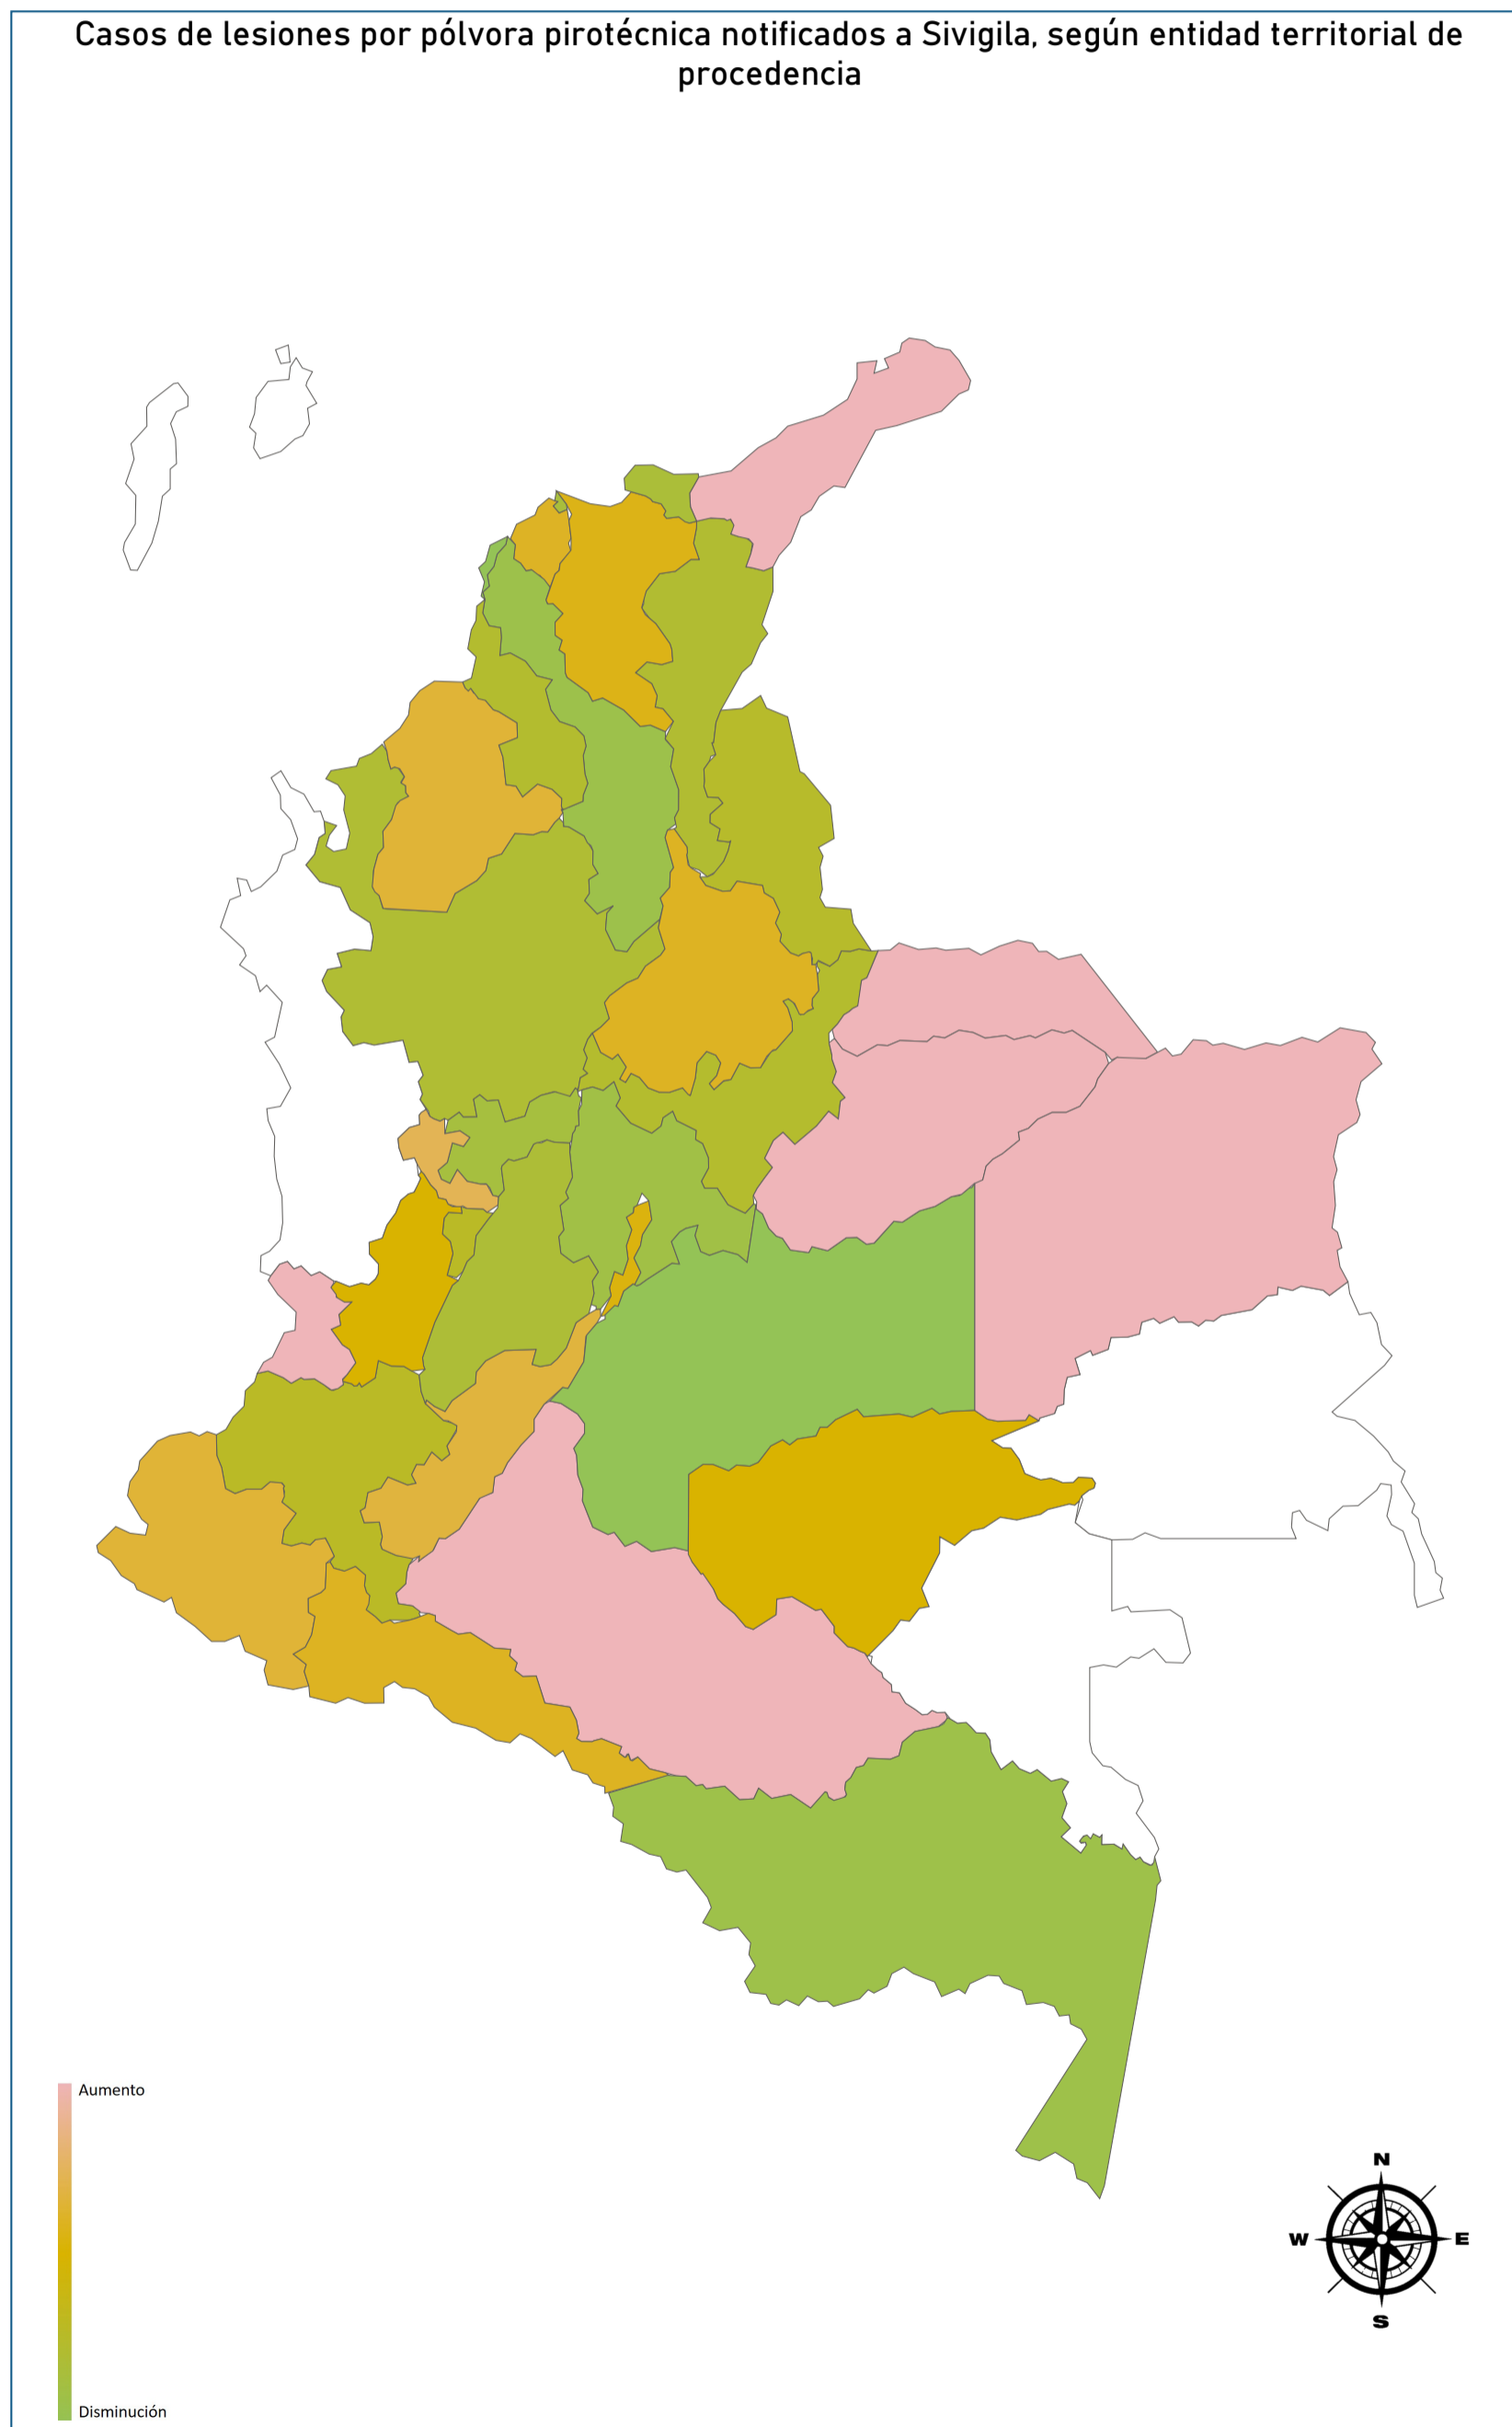 Casos de lesiones por pólvora pirotécnica notificados a Sivigila, según entidad territorial de
procedencia
Aumento
Disminución
N
W
E
S